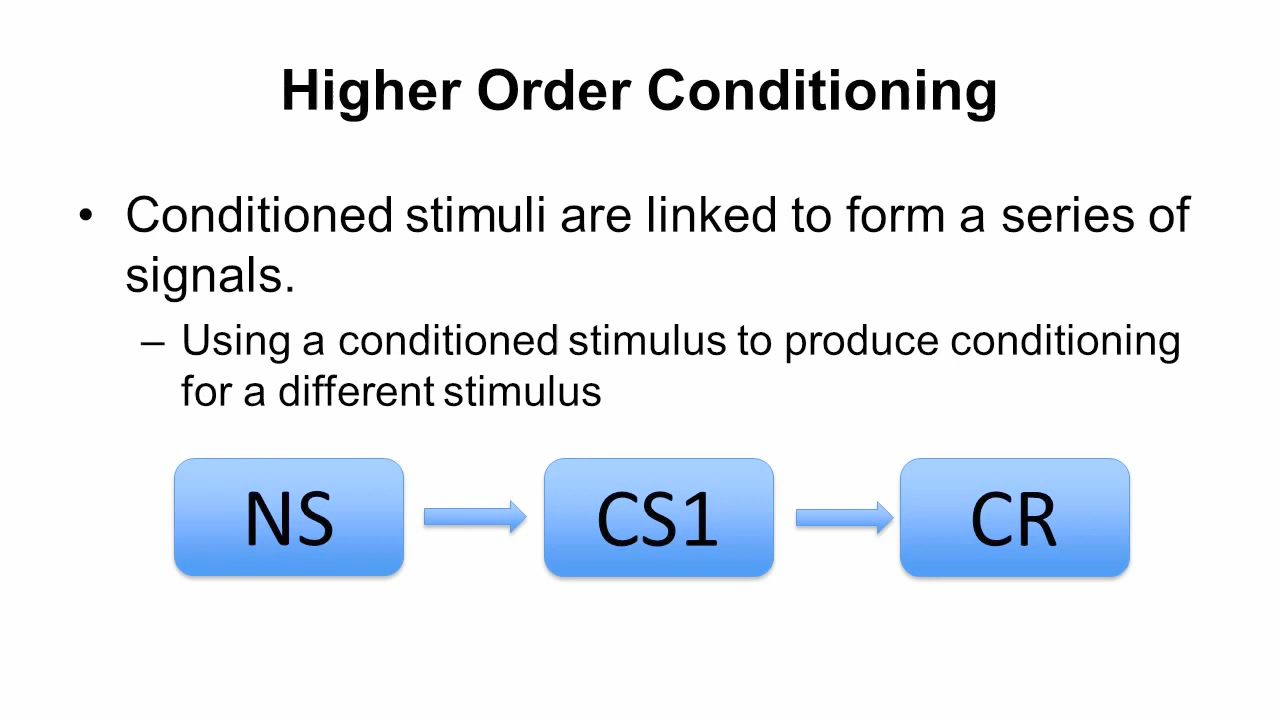 Higher Order Conditioning
• Conditioned stimuli are linked to form a series of
signals.
– Using a conditioned stimulus to produce conditioning
for a different stimulus
NS CS1 CR